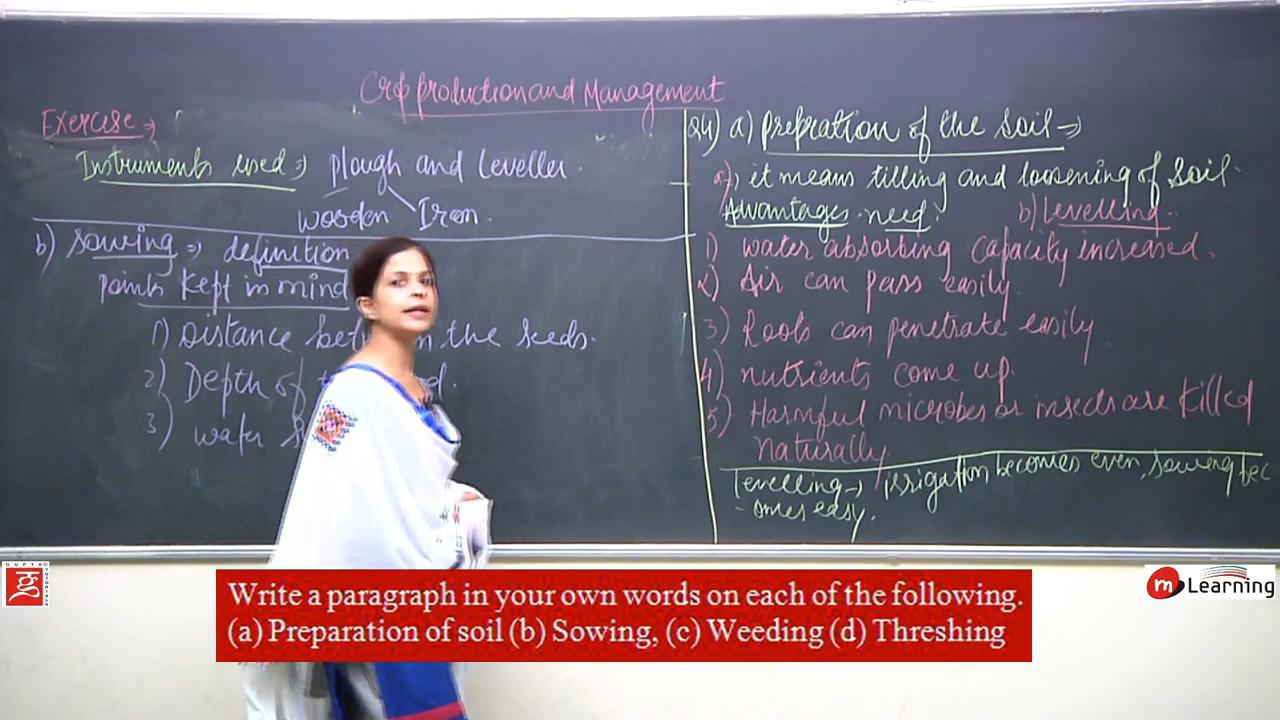 Crop production and Management
Exercise →
Instruments used ⇒ plough and leveller.
wooden Iron.
b) Sowing ⇒ definition
points kept in mind
1) Distance bet n the seeds.
2) Depth of
3) water
Q4) a) prepration of the soil ⇒
a) → it means tilling and loosening of soil.
Advantages. need. b) Levelling.
1) water absorbing capacity increased.
2) Air can pass easily.
3) Roots can penetrate easily
4) nutrients come up.
5) Harmful microbes or insects are killed
naturally.
Levelling → irrigation becomes even, sowing bec
- omes easy.
GUPTA TUTORIALS
m Learning
Write a paragraph in your own words on each of the following.
(a) Preparation of soil (b) Sowing, (c) Weeding (d) Threshing